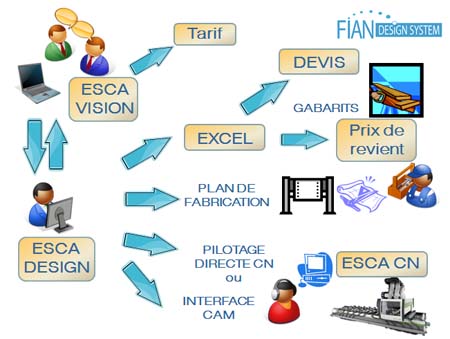 FIAN
DESIGN SYSTEM
Tarif
DEVIS
ESCA
VISION
GABARITS
EXCEL
Prix de
revient
PLAN DE
FABRICATION
ESCA
DESIGN
PILOTAGE
DIRECTE CN
ou
INTERFACE
CAM
ESCA CN